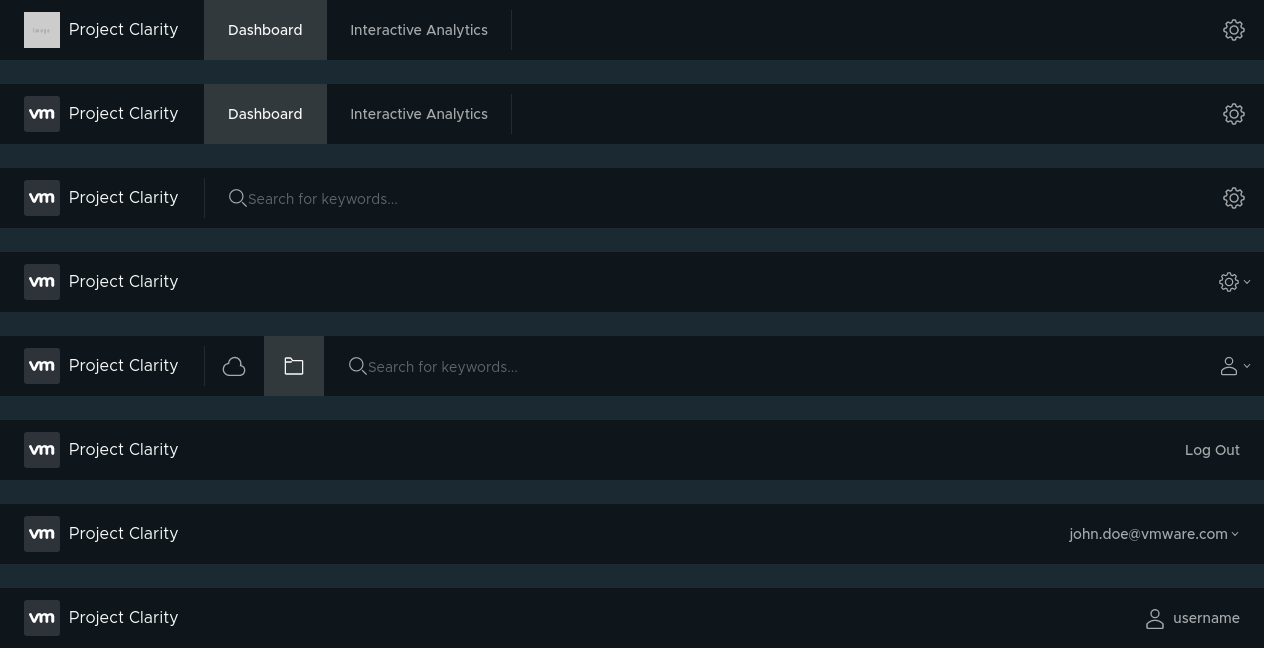 Image Project Clarity Dashboard Interactive Analytics
vm Project Clarity Dashboard Interactive Analytics
vm Project Clarity Search for keywords...
vm Project Clarity
vm Project Clarity Search for keywords...
vm Project Clarity Log Out
vm Project Clarity john.doe@vmware.com
vm Project Clarity username